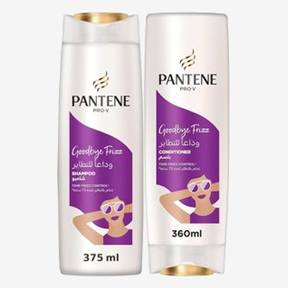 PANTENE
PRO-V
Goodbye Frizz
وداعاً للتطاير
SHAMPOO
شامبو
375 ml
PANTENE
PRO-V
Goodbye Frizz
وداعاً للتطاير
CONDITIONER
بلسم
360ml